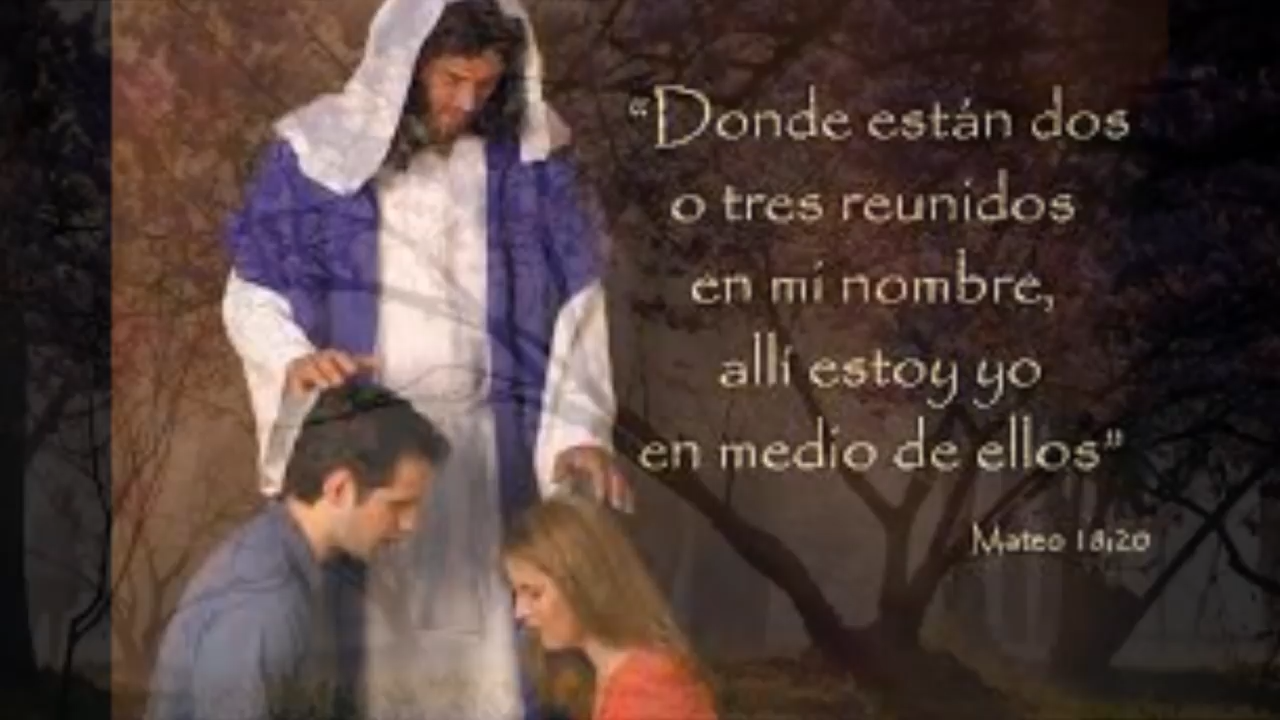 “Donde están dos
o tres reunidos
en mi nombre,
allí estoy yo
en medio de ellos”
Mateo 18:20